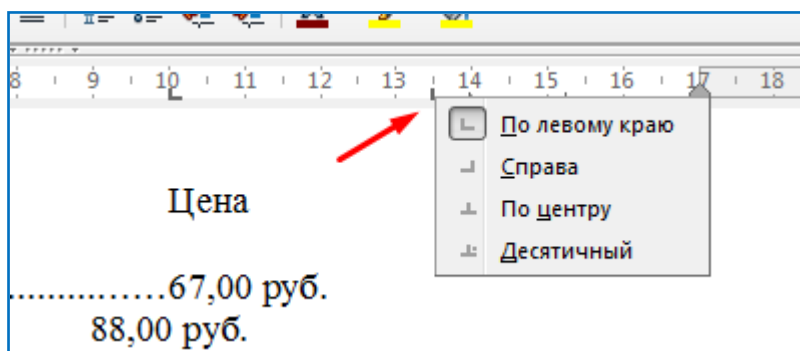 8 9 10 11 12 13 14 15 16 17 18
По левому краю
Справа
По центру
Десятичный
Цена
................67,00 руб.
88,00 руб.